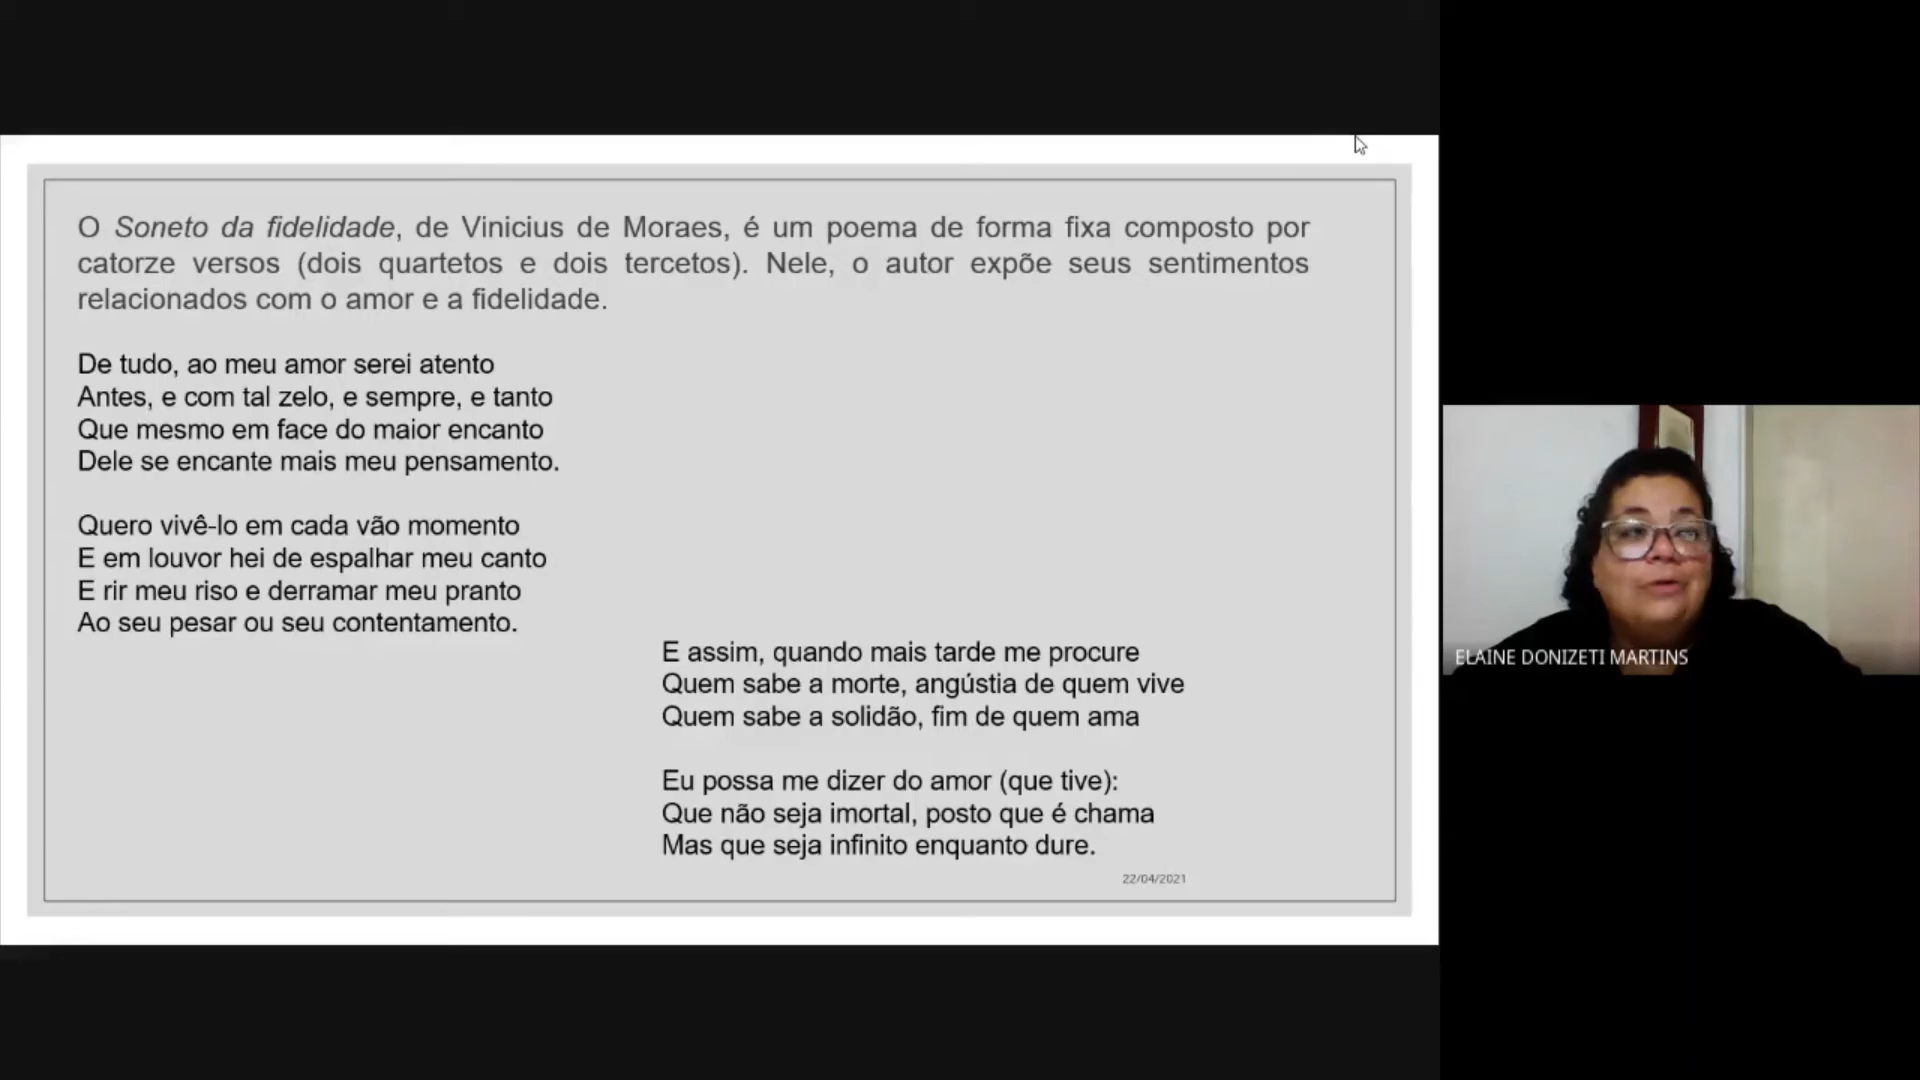 O Soneto da fidelidade, de Vinicius de Moraes, é um poema de forma fixa composto por
catorze versos (dois quartetos e dois tercetos). Nele, o autor expõe seus sentimentos
relacionados com o amor e a fidelidade.
De tudo, ao meu amor serei atento
Antes, e com tal zelo, e sempre, e tanto
Que mesmo em face do maior encanto
Dele se encante mais meu pensamento.
Quero vivê-lo em cada vão momento
E em louvor hei de espalhar meu canto
E rir meu riso e derramar meu pranto
Ao seu pesar ou seu contentamento.
E assim, quando mais tarde me procure
Quem sabe a morte, angústia de quem vive
Quem sabe a solidão, fim de quem ama
Eu possa me dizer do amor (que tive):
Que não seja imortal, posto que é chama
Mas que seja infinito enquanto dure.
22/04/2021
ELAINE DONIZETI MARTINS